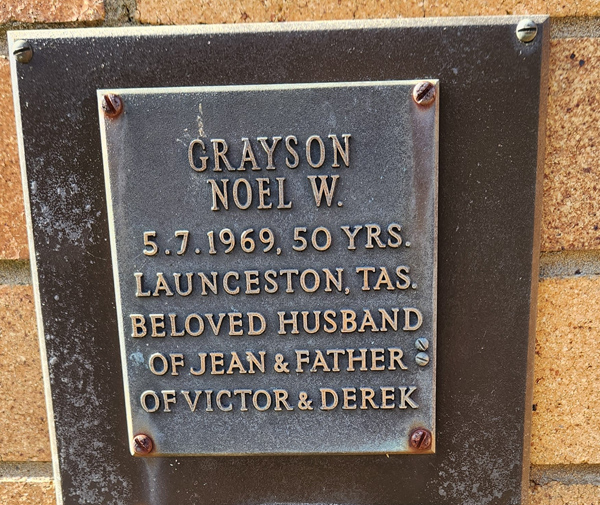 GRAYSON
NOEL W.
5.7.1969, 50 YRS.
LAUNCESTON, TAS.
BELOVED HUSBAND
OF JEAN & FATHER
OF VICTOR & DEREK